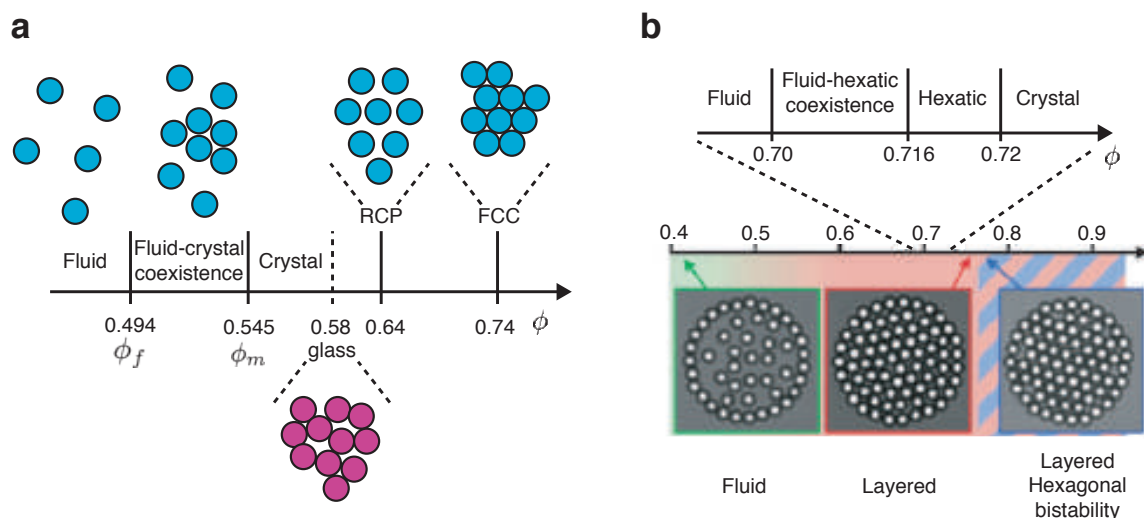 a
RCP
FCC
Fluid
Fluid-crystal
coexistence
Crystal
0.494
0.545
0.58
0.64
0.74
ϕ
ϕf
ϕm
glass
b
Fluid
Fluid-hexatic
coexistence
Hexatic
Crystal
0.70
0.716
0.72
ϕ
0.4
0.5
0.6
0.7
0.8
0.9
Fluid
Layered
Layered
Hexagonal
bistability